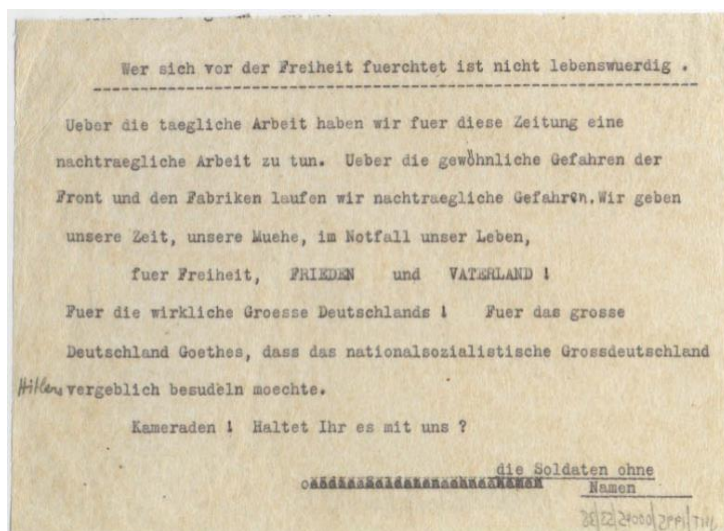 Wer sich vor der Freiheit fuerchtet ist nicht lebenswuerdig .
Ueber die taegliche Arbeit haben wir fuer diese Zeitung eine
nachtraegliche Arbeit zu tun. Ueber die gewöhnliche Gefahren der
Front und den Fabriken laufen wir nachtraegliche Gefahren.Wir geben
unsere Zeit, unsere Muehe, im Notfall unser Leben,
fuer Freiheit, FRIEDEN und VATERLAND !
Fuer die wirkliche Groesse Deutschlands ! Fuer das grosse
Deutschland Goethes, dass das nationalsozialistische Grossdeutschland
Hitlers vergeblich besudeln moechte.
Kameraden ! Haltet Ihr es mit uns ?
die Soldaten ohne
Namen